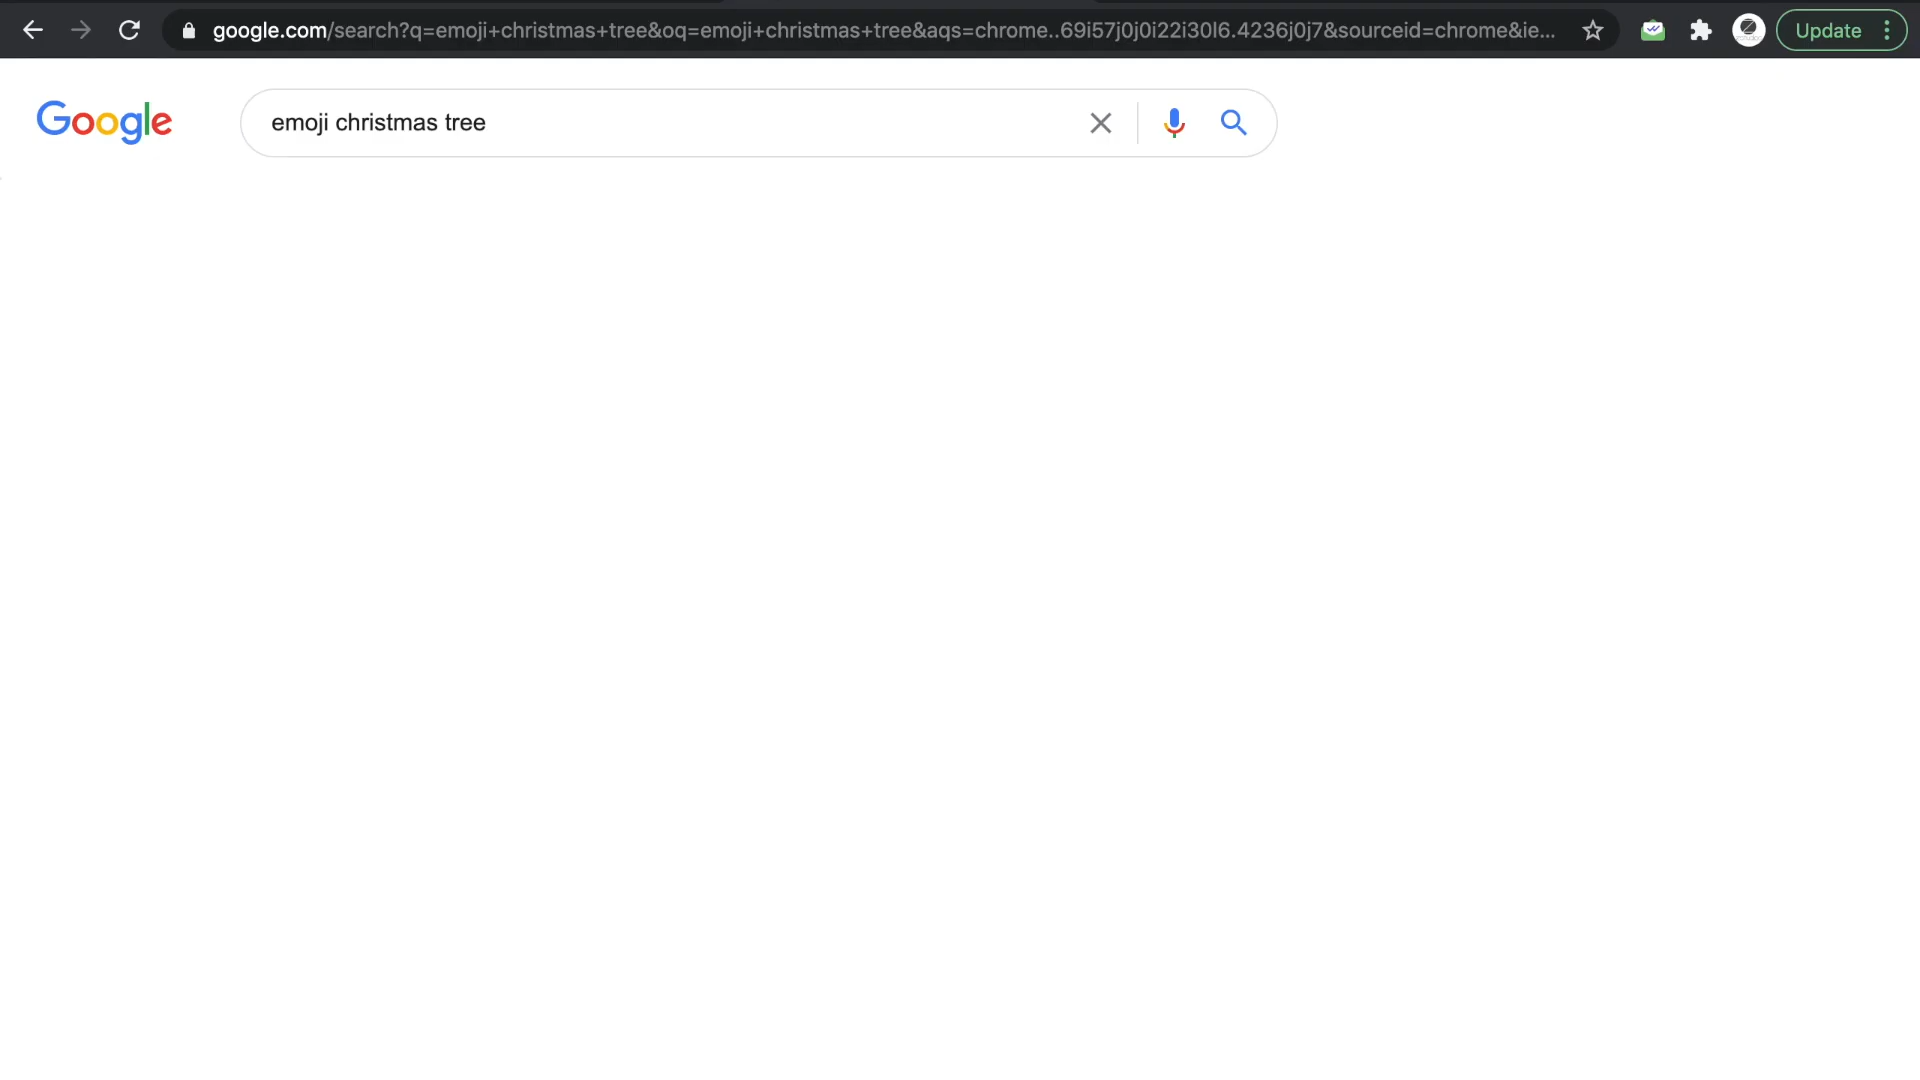 google.com/search?q=emoji+christmas+tree&oq=emoji+christmas+tree&aqs=chrome..69i57j0j0i22i30l6.4236j0j7&sourceid=chrome&ie...
Update
Google
emoji christmas tree